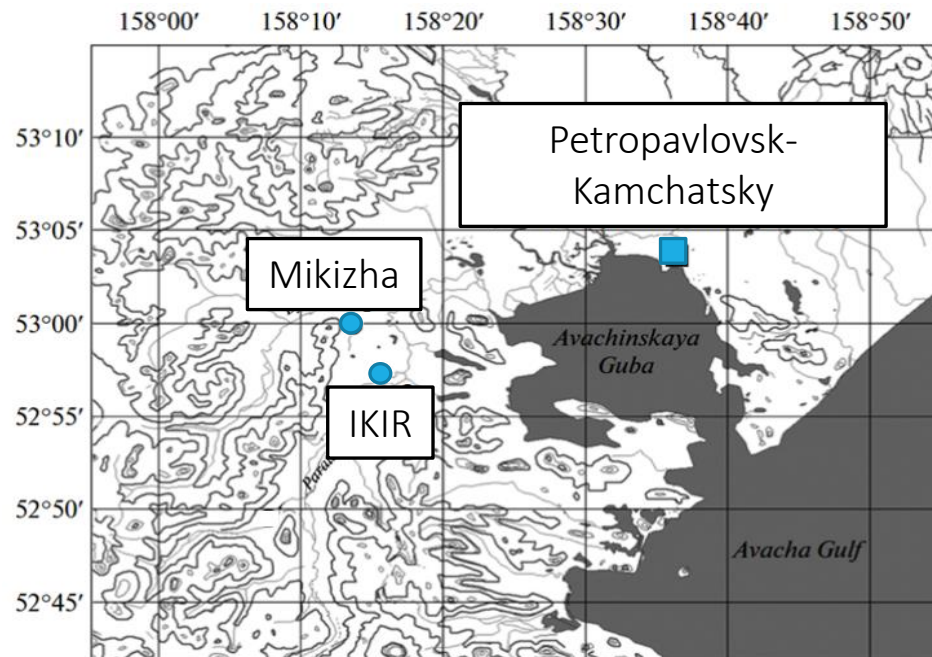 158°00′ 158°10′ 158°20′ 158°30′ 158°40′ 158°50′
53°10′
Petropavlovsk-
Kamchatsky
53°05′
Mikizha
53°00′
Avachinskaya
Guba
52°55′
IKIR
52°50′
Avacha Gulf
52°45′